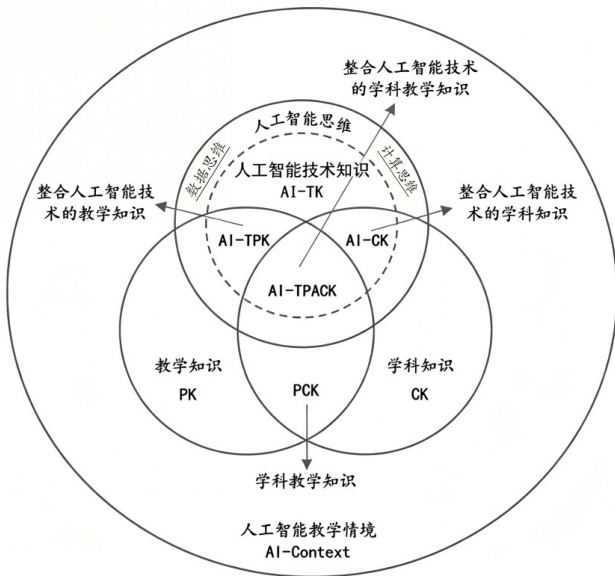 整合人工智能技术
的学科教学知识
人工智能思维
数据思维
计算思维
人工智能技术知识
AI-TK
整合人工智能技
术的教学知识
整合人工智能技
术的学科知识
AI-TPK
AI-CK
AI-TPACK
教学知识
PK
学科知识
CK
PCK
学科教学知识
人工智能教学情境
AI-Context